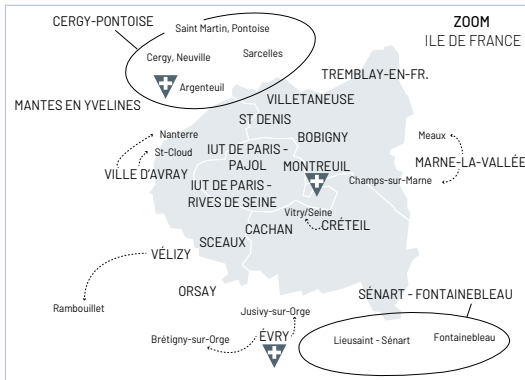 CERGY-PONTOISE
ZOOM
Saint Martin, Pontoise
ILE DE FRANCE
Cergy, Neuville
Sarcelles
TREMBLAY-EN-FR.
Argenteuil
MANTES EN YVELINES
VILLETANEUSE
ST DENIS
Nanterre
BOBIGNY
Meaux
St-Cloud
IUT DE PARIS -
PAJOL
MONTREUIL
MARNE-LA-VALLÉE
VILLE D'AVRAY
Champs-sur-Marne
IUT DE PARIS -
RIVES DE SEINE
Vitry/Seine
CACHAN
CRÉTEIL
SCEAUX
VÉLIZY
ORSAY
SÉNART - FONTAINEBLEAU
Rambouillet
Jusivy-sur-Orge
Brétigny-sur-Orge
ÉVRY
Lieusaint - Sénart
Fontainebleau